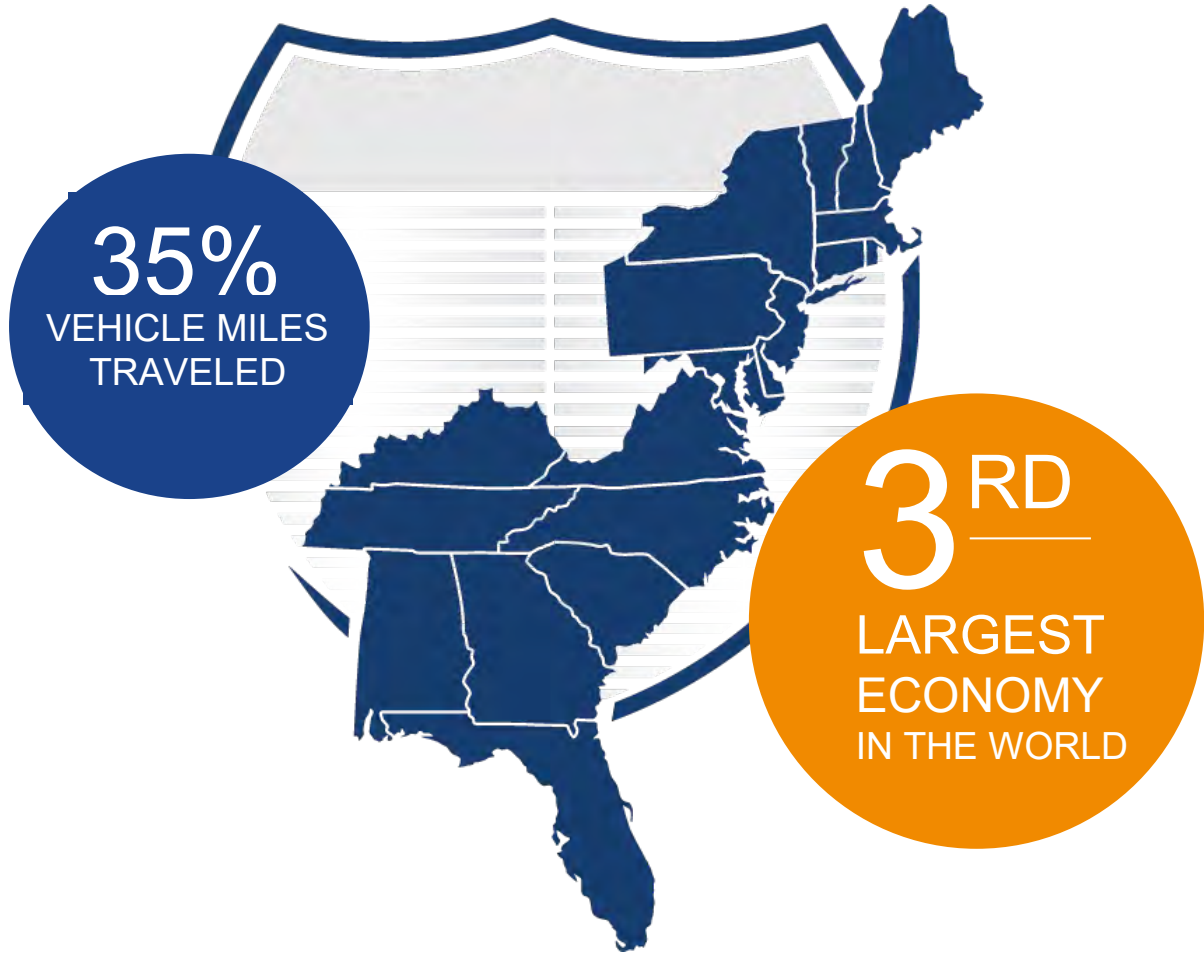 35%
VEHICLE MILES
TRAVELED
3RD
LARGEST
ECONOMY
IN THE WORLD